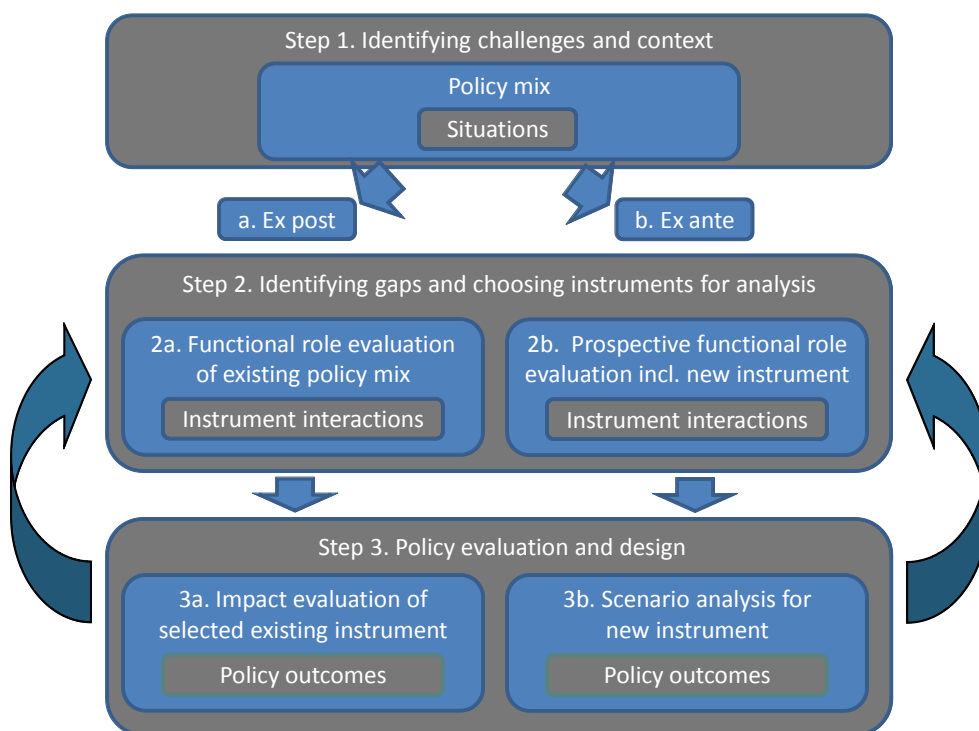 Step 1. Identifying challenges and context
Policy mix
Situations
a. Ex post
b. Ex ante
Step 2. Identifying gaps and choosing instruments for analysis
2a. Functional role evaluation
of existing policy mix
Instrument interactions
2b.  Prospective functional role
evaluation incl. new instrument
Instrument interactions
Step 3. Policy evaluation and design
3a. Impact evaluation of
selected existing instrument
Policy outcomes
3b. Scenario analysis for
new instrument
Policy outcomes